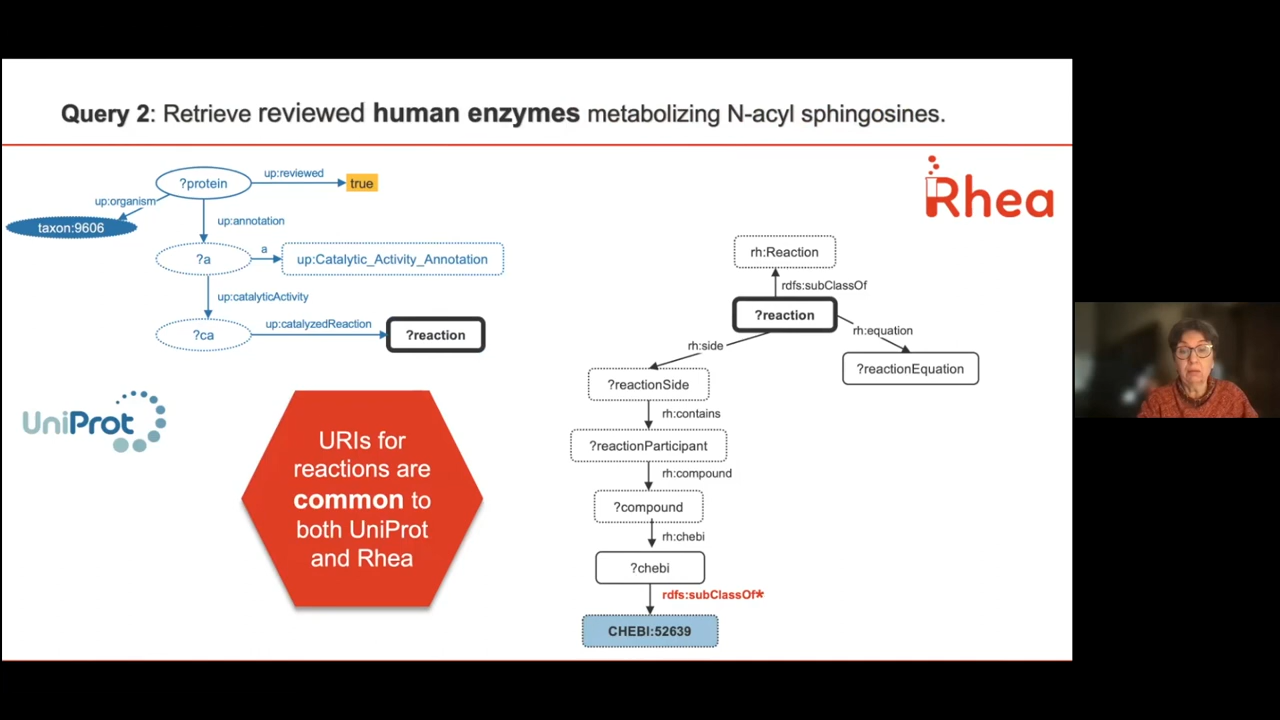 Query 2: Retrieve reviewed human enzymes metabolizing N-acyl sphingosines.
?protein
up:reviewed
true
up:organism
taxon:9606
up:annotation
?a
a
up:Catalytic_Activity_Annotation
up:catalyticActivity
?ca
up:catalyzedReaction
?reaction
UniProt
URIs for
reactions are
common to
both UniProt
and Rhea
Rhea
rh:Reaction
rdfs:subClassOf
?reaction
rh:equation
?reactionEquation
rh:side
?reactionSide
rh:contains
?reactionParticipant
rh:compound
?compound
rh:chebi
?chebi
rdfs:subClassOf*
CHEBI:52639